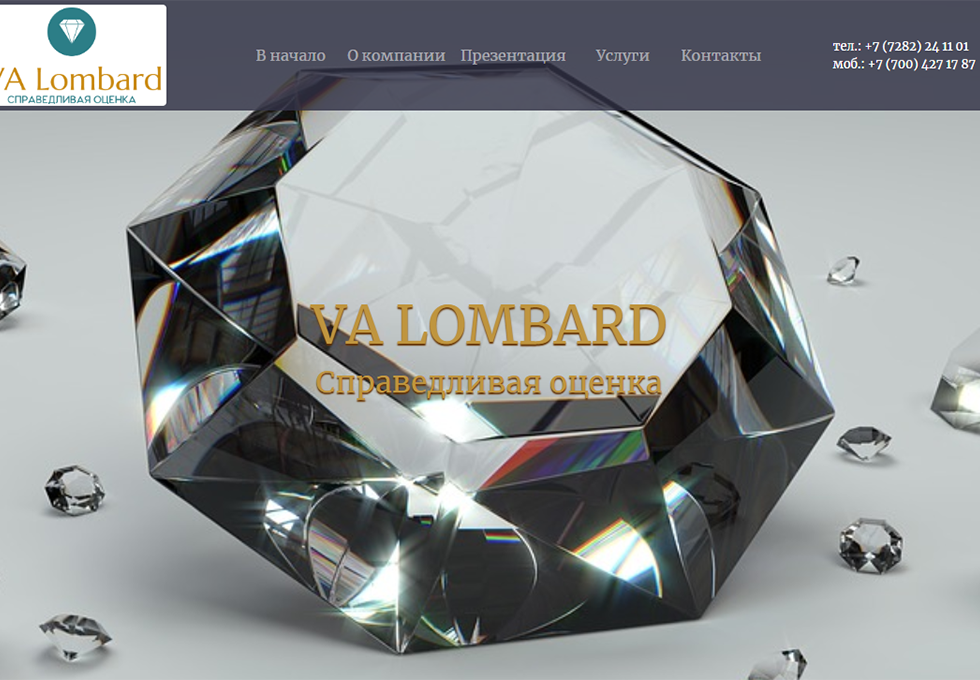 VA Lombard
СПРАВЕДЛИВАЯ ОЦЕНКА
В начало О компании Презентация Услуги Контакты
тел.: +7 (7282) 24 11 01
моб.: +7 (700) 427 17 87
VA LOMBARD
Справедливая оценка